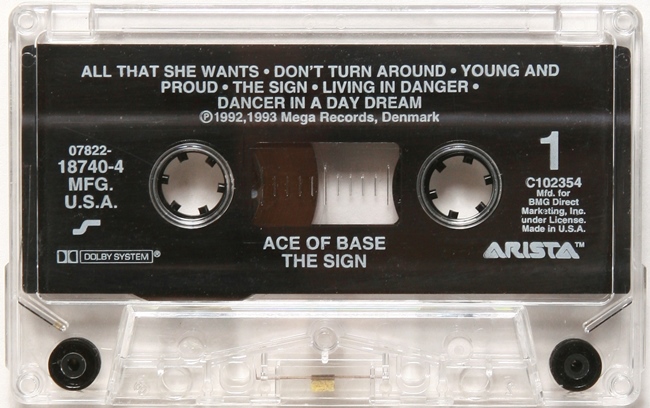 ALL THAT SHE WANTS • DON'T TURN AROUND • YOUNG AND
PROUD • THE SIGN • LIVING IN DANGER •
DANCER IN A DAY DREAM
℗1992,1993 Mega Records, Denmark
07822-
18740-4
MFG.
U.S.A.
DOLBY SYSTEM®
1
C102354
Mfd. for
BMG Direct
Marketing, Inc.
under License.
Made in U.S.A.
ARISTA™
ACE OF BASE
THE SIGN